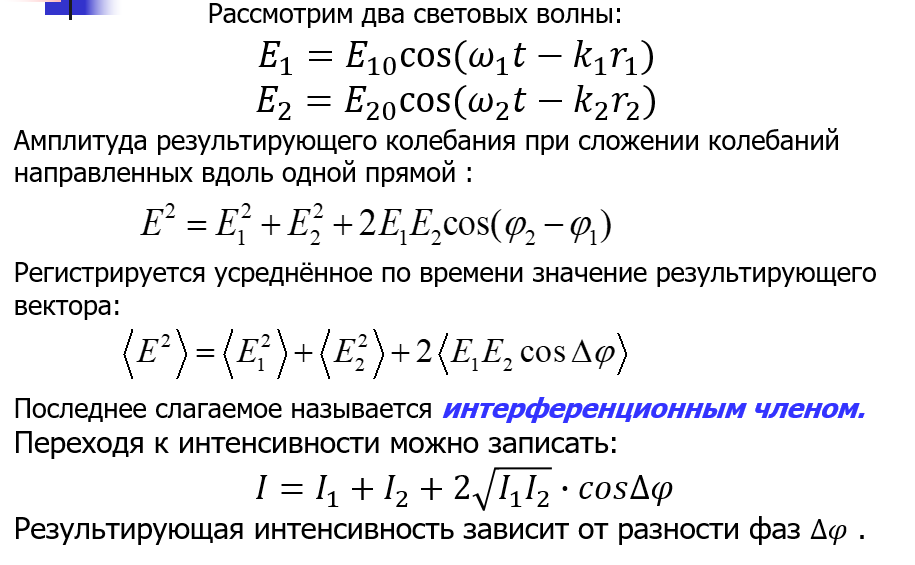 Рассмотрим два световых волны:
E₁ = E₁₀cos(ω₁t − k₁r₁)
E₂ = E₂₀cos(ω₂t − k₂r₂)
Амплитуда результирующего колебания при сложении колебаний
направленных вдоль одной прямой :
E² = E₁² + E₂² + 2E₁E₂cos(φ₂ − φ₁)
Регистрируется усреднённое по времени значение результирующего
вектора:
⟨E²⟩ = ⟨E₁²⟩ + ⟨E₂²⟩ + 2⟨E₁E₂ cos Δφ⟩
Последнее слагаемое называется интерференционным членом.
Переходя к интенсивности можно записать:
I = I₁ + I₂ + 2√(I₁I₂) · cosΔφ
Результирующая интенсивность зависит от разности фаз Δφ .